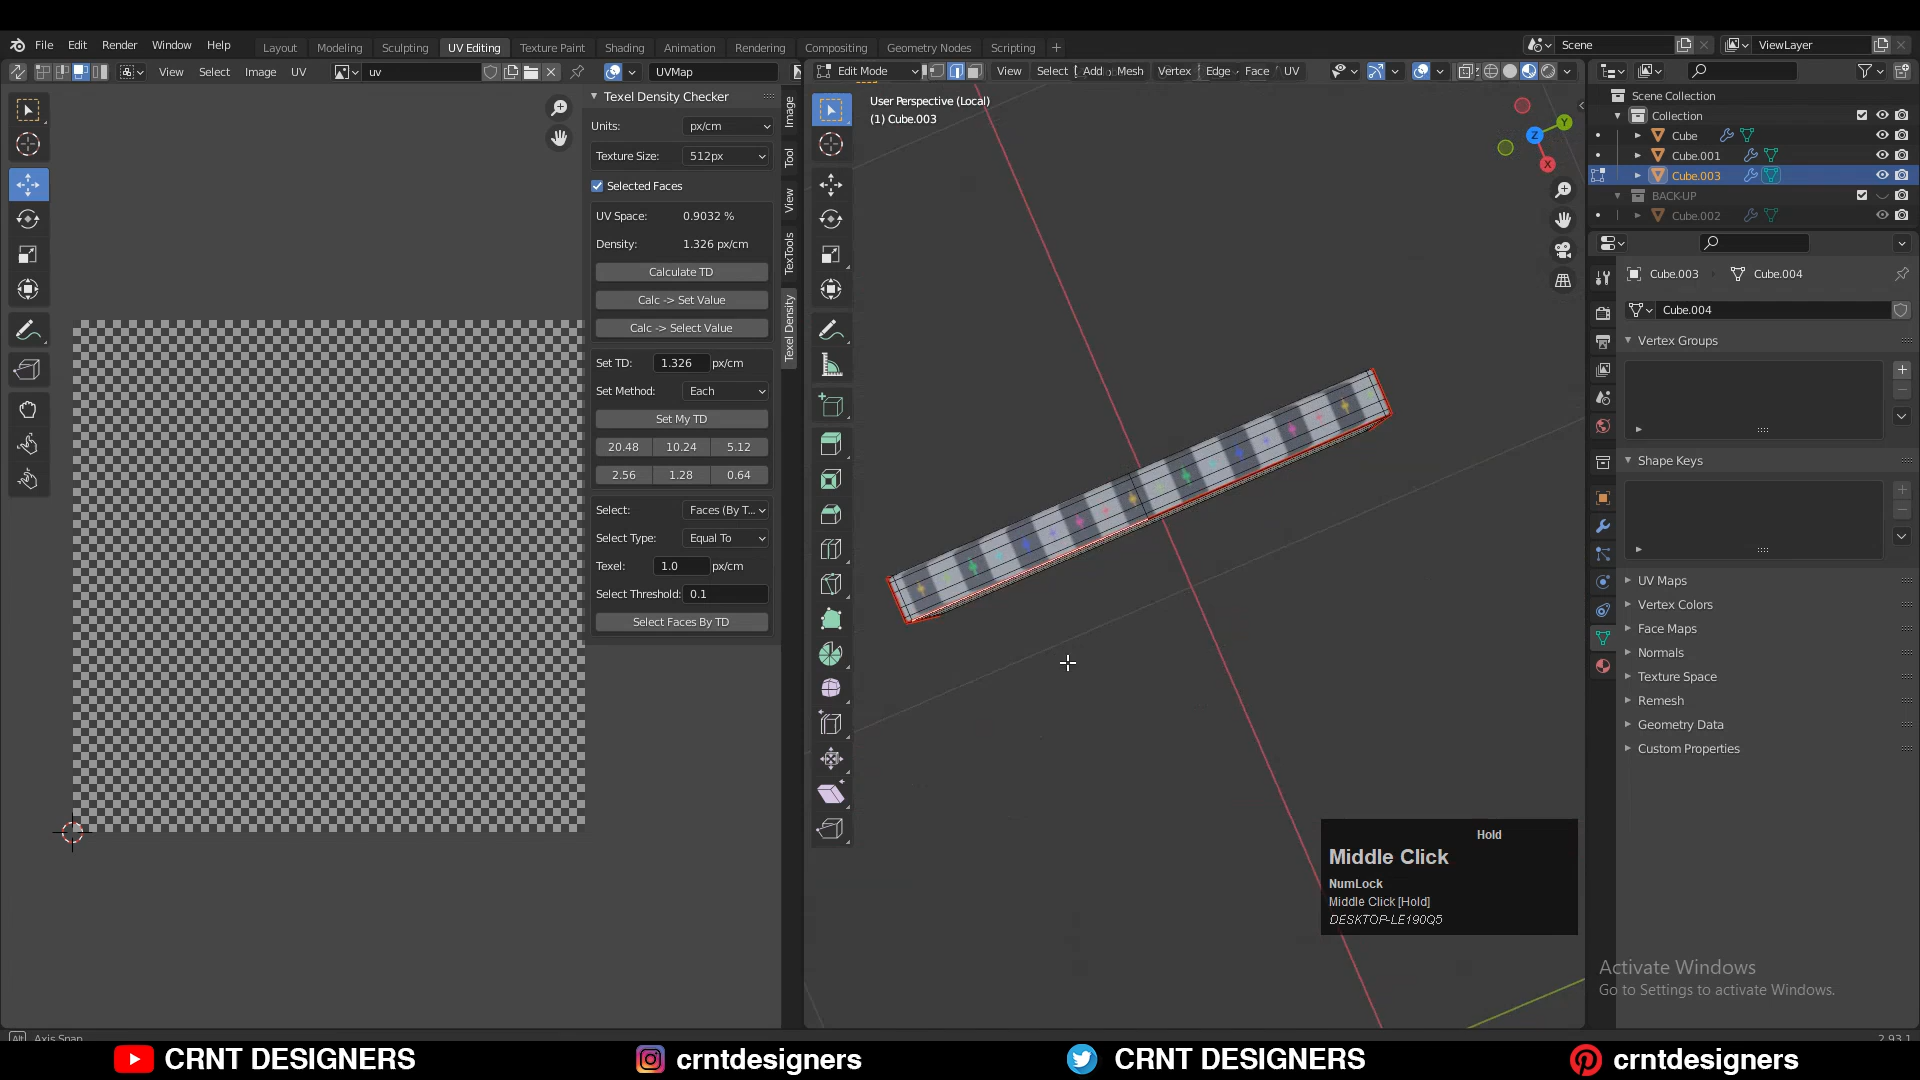 File Edit Render Window Help
Layout Modeling Sculpting UV Editing Texture Paint Shading Animation Rendering Compositing Geometry Nodes Scripting +
Scene
ViewLayer
View Select Image UV
uv
UVMap
Edit Mode
View Select Add Mesh Vertex Edge Face UV
Texel Density Checker
Units: px/cm
Texture Size: 512px
Selected Faces
UV Space: 0.9032 %
Density: 1.326 px/cm
Calculate TD
Calc -> Set Value
Calc -> Select Value
Set TD: 1.326 px/cm
Set Method: Each
Set My TD
20.48 10.24 5.12
2.56 1.28 0.64
Select: Faces (By T...
Select Type: Equal To
Texel: 1.0 px/cm
Select Threshold: 0.1
Select Faces By TD
Image
Tool
View
TexTools
Texel Density
User Perspective (Local)
(1) Cube.003
Y
Z
X
Scene Collection
Collection
Cube
Cube.001
Cube.003
BACK-UP
Cube.002
Cube.003 Cube.004
Cube.004
Vertex Groups
Shape Keys
UV Maps
Vertex Colors
Face Maps
Normals
Texture Space
Remesh
Geometry Data
Custom Properties
Hold
Middle Click
NumLock
Middle Click [Hold]
DESKTOP-LE190Q5
Activate Windows
Go to Settings to activate Windows.
Alt Axis Snap
2.93.1
CRNT DESIGNERS crntdesigners CRNT DESIGNERS crntdesigners